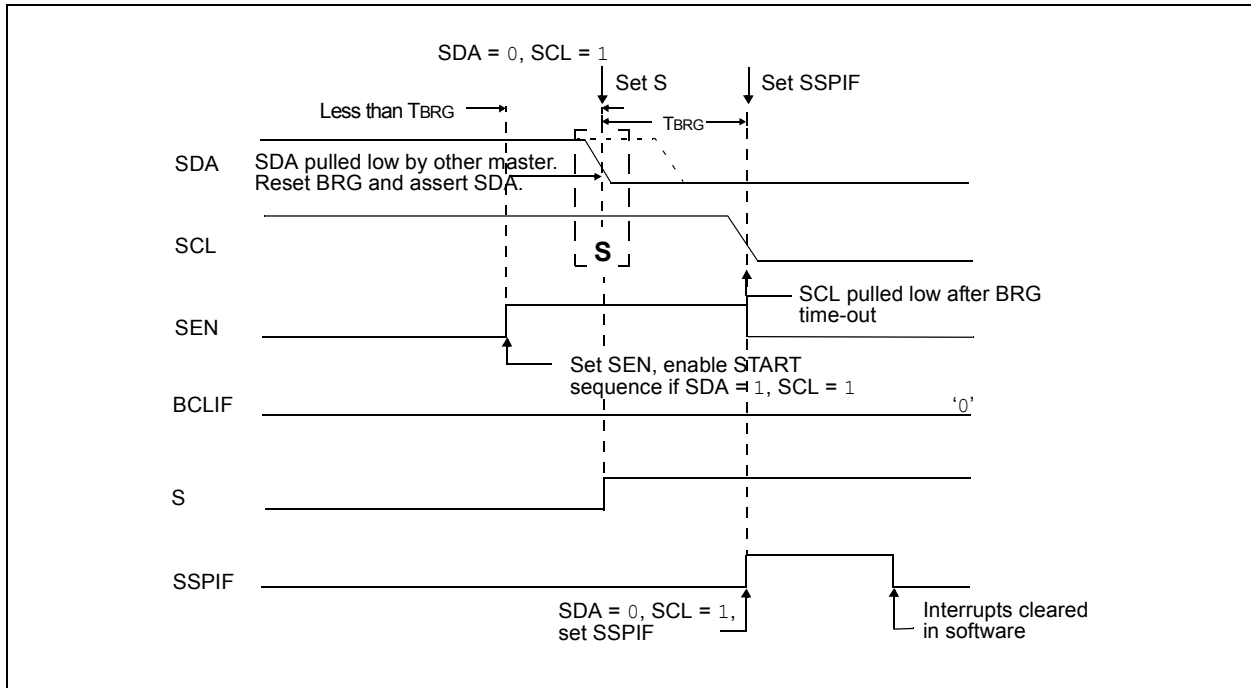 SDA = 0, SCL = 1
Set S
Set SSPIF
Less than TBRG
TBRG
SDA
SDA pulled low by other master.
Reset BRG and assert SDA.
SCL
S
SCL pulled low after BRG
time-out
SEN
Set SEN, enable START
sequence if SDA = 1, SCL = 1
BCLIF
‘0’
S
SSPIF
SDA = 0, SCL = 1,
set SSPIF
Interrupts cleared
in software